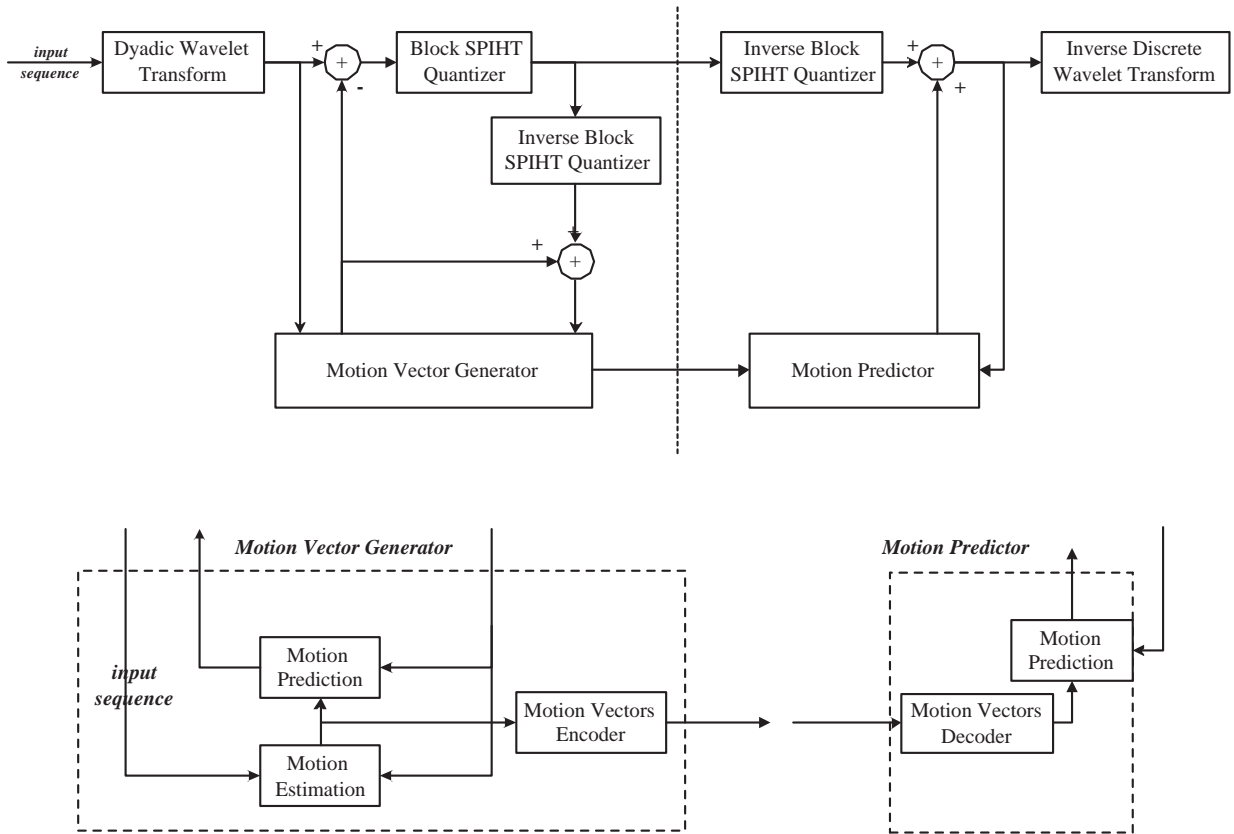 input
sequence
Dyadic Wavelet
Transform
+
+
-
Block SPIHT
Quantizer
Inverse Block
SPIHT Quantizer
+
+
+
Motion Vector Generator
Inverse Block
SPIHT Quantizer
+
+
+
Inverse Discrete
Wavelet Transform
Motion Predictor
Motion Vector Generator
input
sequence
Motion
Prediction
Motion
Estimation
Motion Vectors
Encoder
Motion Predictor
Motion
Prediction
Motion Vectors
Decoder